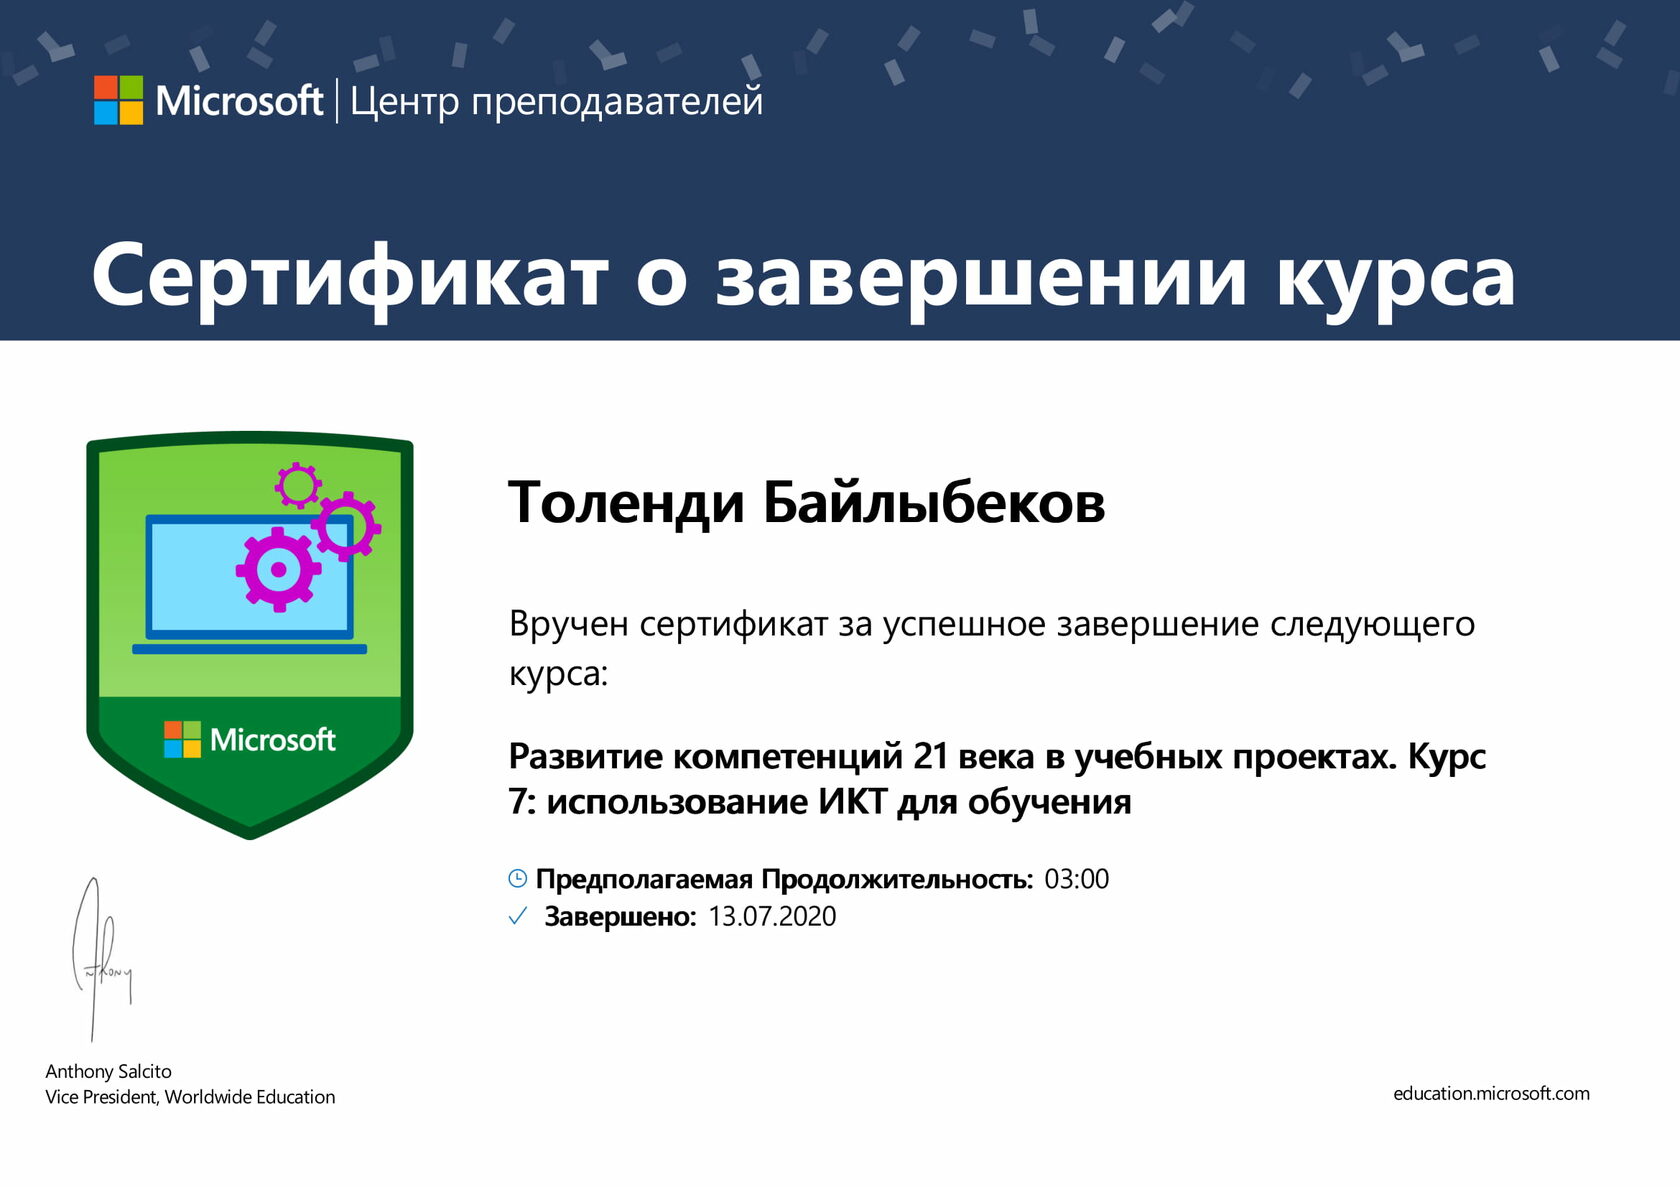 Microsoft | Центр преподавателей
Сертификат о завершении курса
Толенди Байлыбеков
Вручен сертификат за успешное завершение следующего
курса:
Развитие компетенций 21 века в учебных проектах. Курс
7: использование ИКТ для обучения
Предполагаемая Продолжительность: 03:00
Завершено: 13.07.2020
Microsoft
Anthony
Anthony Salcito
Vice President, Worldwide Education
education.microsoft.com